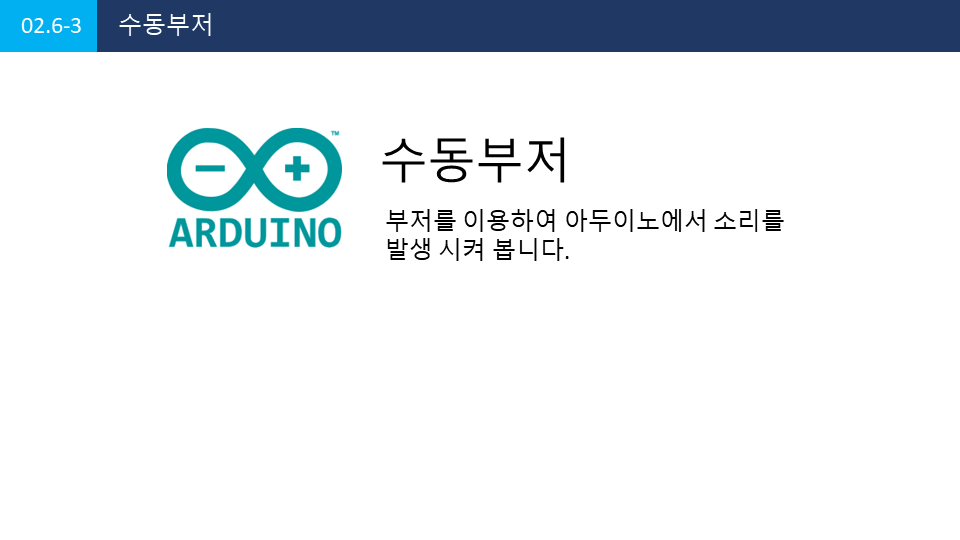 02.6-3 수동부저
™
ARDUINO
수동부저
부저를 이용하여 아두이노에서 소리를
발생 시켜 봅니다.